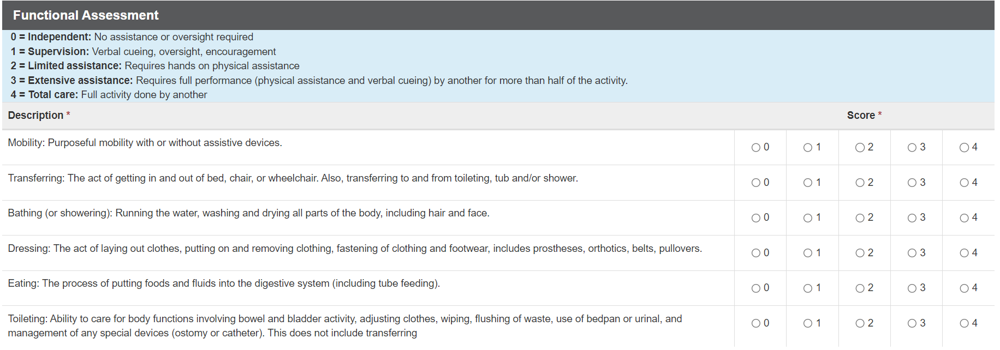 Functional Assessment
0 = Independent: No assistance or oversight required
1 = Supervision: Verbal cueing, oversight, encouragement
2 = Limited assistance: Requires hands on physical assistance
3 = Extensive assistance: Requires full performance (physical assistance and verbal cueing) by another for more than half of the activity.
4 = Total care: Full activity done by another
Description * Score *
Mobility: Purposeful mobility with or without assistive devices. 0 1 2 3 4
Transferring: The act of getting in and out of bed, chair, or wheelchair. Also, transferring to and from toileting, tub and/or shower. 0 1 2 3 4
Bathing (or showering): Running the water, washing and drying all parts of the body, including hair and face. 0 1 2 3 4
Dressing: The act of laying out clothes, putting on and removing clothing, fastening of clothing and footwear, includes prostheses, orthotics, belts, pullovers. 0 1 2 3 4
Eating: The process of putting foods and fluids into the digestive system (including tube feeding). 0 1 2 3 4
Toileting: Ability to care for body functions involving bowel and bladder activity, adjusting clothes, wiping, flushing of waste, use of bedpan or urinal, and
management of any special devices (ostomy or catheter). This does not include transferring 0 1 2 3 4